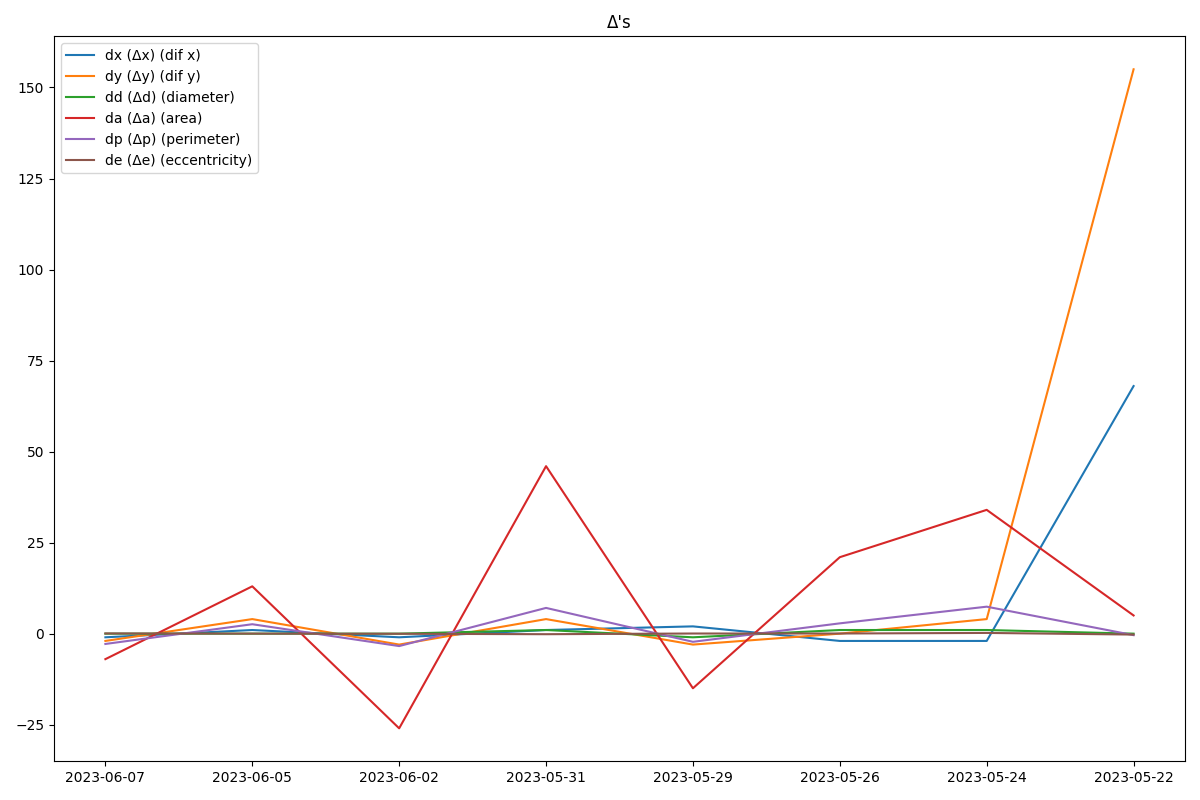 Δ's
dx (Δx) (dif x)
dy (Δy) (dif y)
dd (Δd) (diameter)
da (Δa) (area)
dp (Δp) (perimeter)
de (Δe) (eccentricity)
150
125
100
75
50
25
0
−25
2023-06-07 2023-06-05 2023-06-02 2023-05-31 2023-05-29 2023-05-26 2023-05-24 2023-05-22